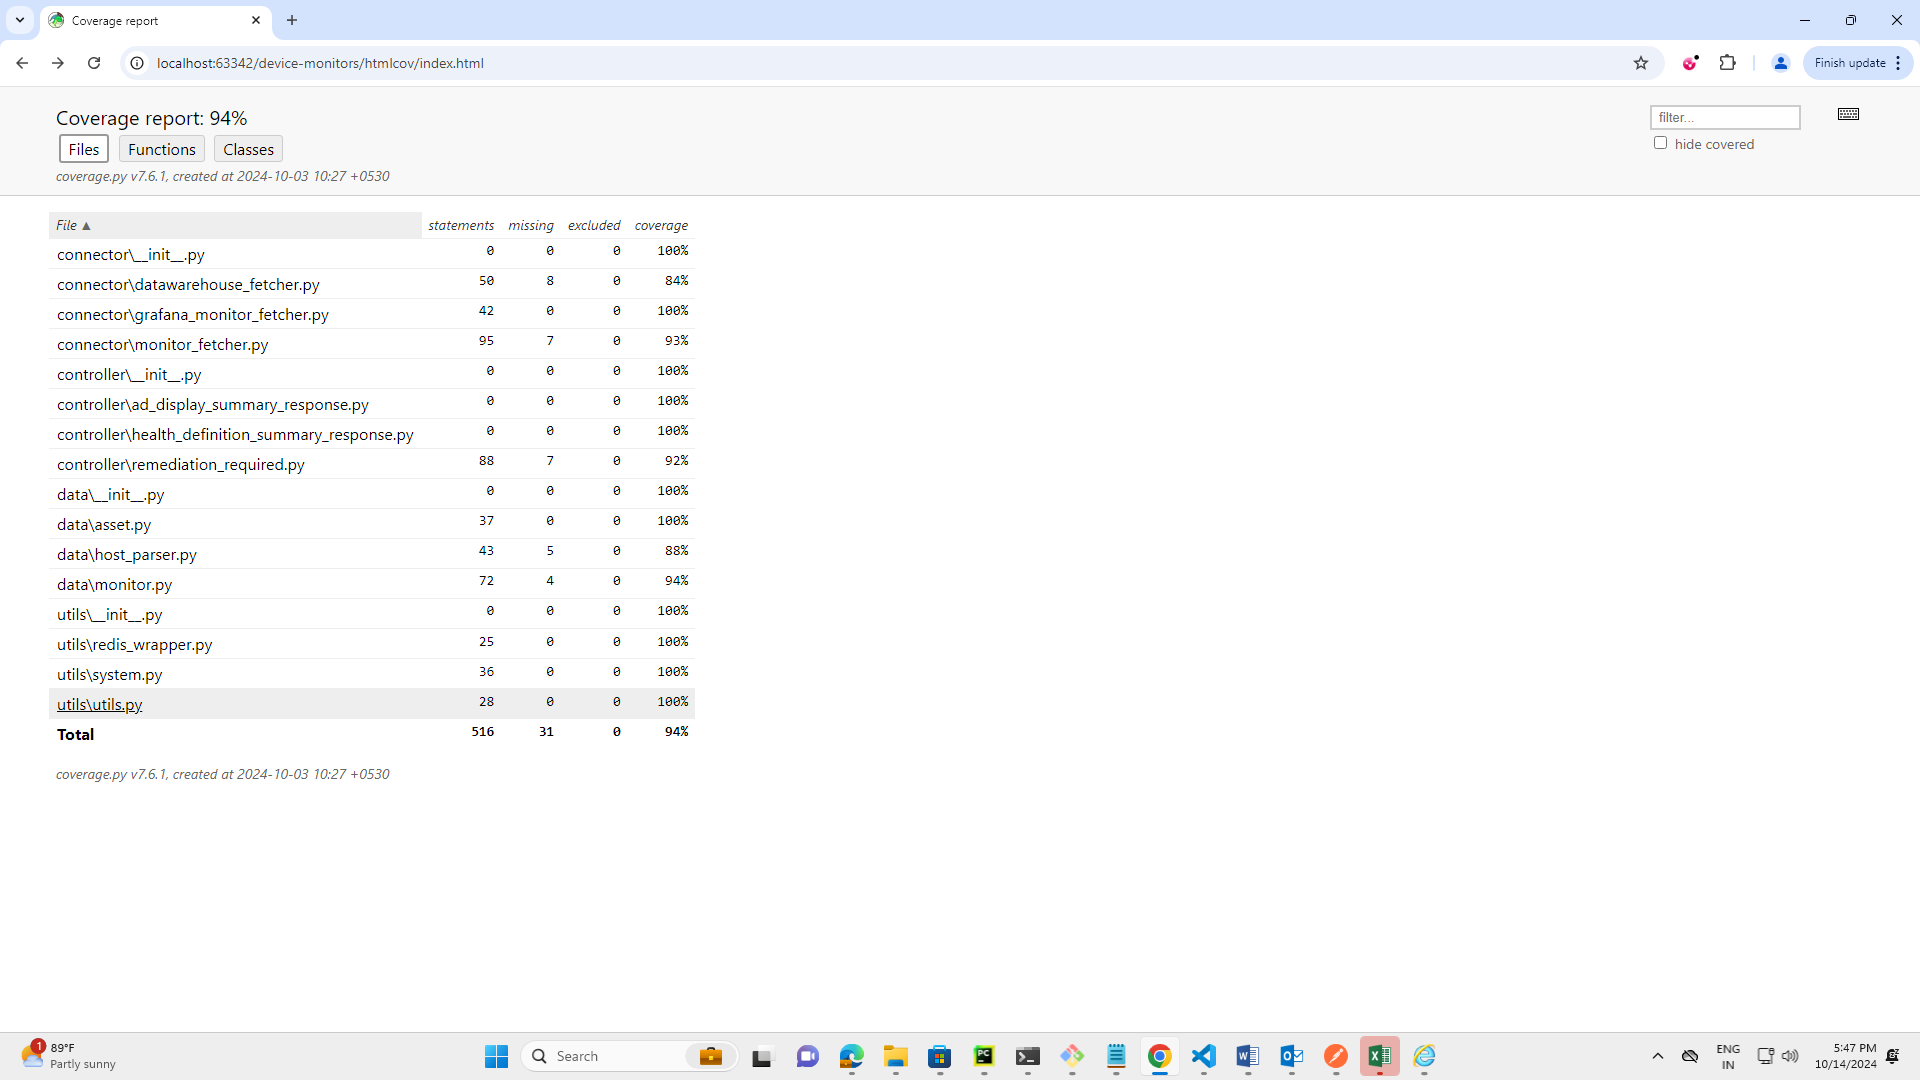 Coverage report
localhost:63342/device-monitors/htmlcov/index.html
Finish update
Coverage report: 94%
filter...
Files Functions Classes
hide covered
coverage.py v7.6.1, created at 2024-10-03 10:27 +0530
File ▲ statements missing excluded coverage
connector\__init__.py 0 0 0 100%
connector\datawarehouse_fetcher.py 50 8 0 84%
connector\grafana_monitor_fetcher.py 42 0 0 100%
connector\monitor_fetcher.py 95 7 0 93%
controller\__init__.py 0 0 0 100%
controller\ad_display_summary_response.py 0 0 0 100%
controller\health_definition_summary_response.py 0 0 0 100%
controller\remediation_required.py 88 7 0 92%
data\__init__.py 0 0 0 100%
data\asset.py 37 0 0 100%
data\host_parser.py 43 5 0 88%
data\monitor.py 72 4 0 94%
utils\__init__.py 0 0 0 100%
utils\redis_wrapper.py 25 0 0 100%
utils\system.py 36 0 0 100%
utils\utils.py 28 0 0 100%
Total 516 31 0 94%
coverage.py v7.6.1, created at 2024-10-03 10:27 +0530
1
89°F
Partly sunny
Search
PC
ENG
IN
5:47 PM
10/14/2024